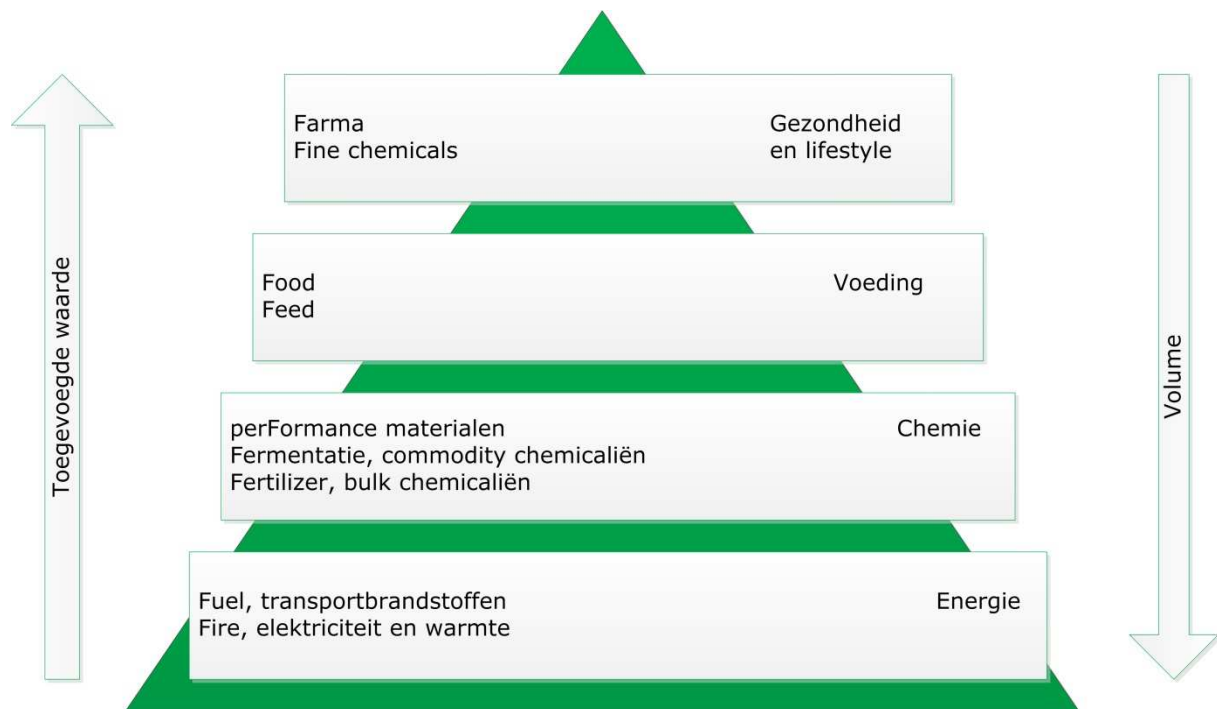 Toegevoegde waarde
Farma
Fine chemicals
Gezondheid
en lifestyle
Food
Feed
Voeding
perFormance materialen
Fermentatie, commodity chemicaliën
Fertilizer, bulk chemicaliën
Chemie
Fuel, transportbrandstoffen
Fire, elektriciteit en warmte
Energie
Volume